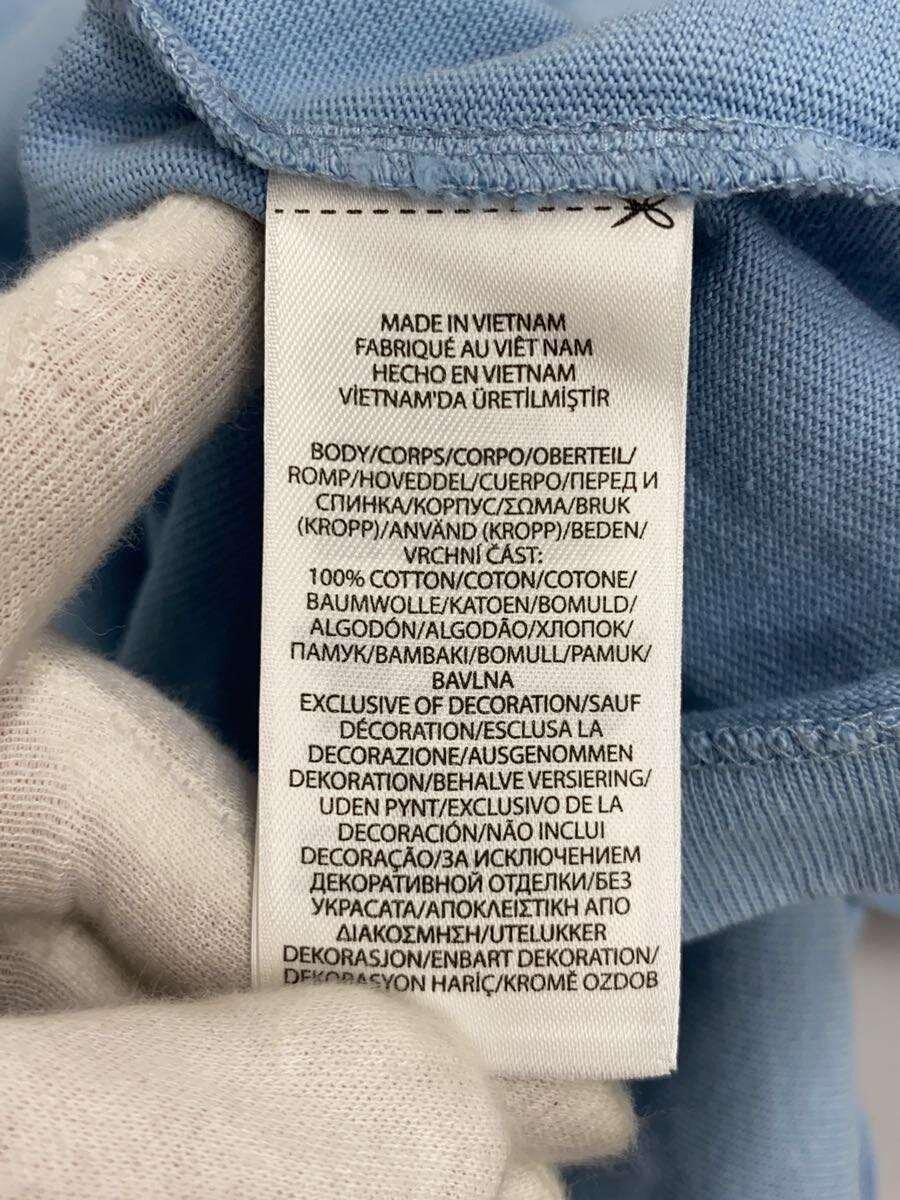 MADE IN VIETNAM
FABRIQUÉ AU VIÊT NAM
HECHO EN VIETNAM
VİETNAM'DA ÜRETİLMİŞTİR
BODY/CORPS/CORPO/OBERTEIL/
ROMP/HOVEDDEL/CUERPO/ПЕРЕД И
СПИНКА/КОРПУС/ΣΩΜΑ/BRUK
(KROPP)/ANVÄND (KROPP)/BEDEN/
VRCHNÍ ČÁST:
100% COTTON/COTON/COTONE/
BAUMWOLLE/KATOEN/BOMULD/
ALGODÓN/ALGODÃO/ХЛОПОК/
ПАМУК/ΒΑΜΒΑΚΙ/BOMULL/PAMUK/
BAVLNA
EXCLUSIVE OF DECORATION/SAUF
DÉCORATION/ESCLUSA LA
DECORAZIONE/AUSGENOMMEN
DEKORATION/BEHALVE VERSIERING/
UDEN PYNT/EXCLUSIVO DE LA
DECORACIÓN/NÃO INCLUI
DECORAÇÃO/ЗА ИСКЛЮЧЕНИЕМ
ДЕКОРАТИВНОЙ ОТДЕЛКИ/БЕЗ
УКРАСАТА/ΑΠΟΚΛΕΙΣΤΙΚΗ ΑΠΟ
ΔΙΑΚΟΣΜΗΣΗ/UTELUKKER
DEKORASJON/ENBART DEKORATION/
DEKORASYON HARİÇ/KROMĚ OZDOB